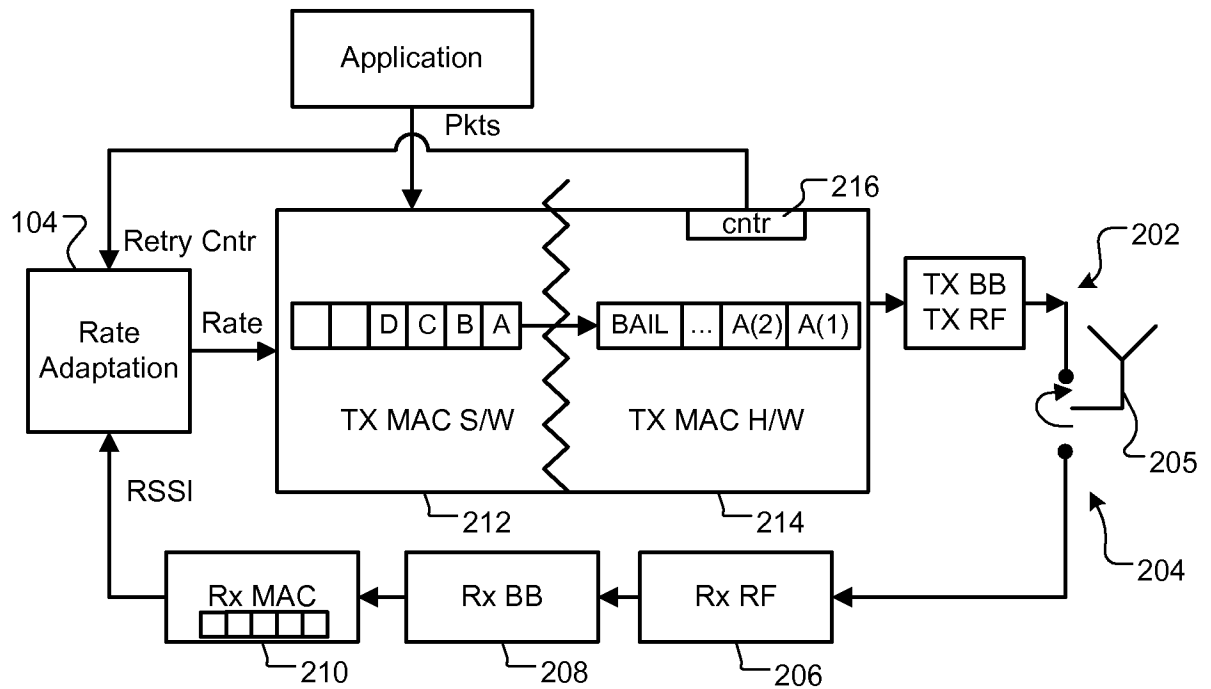 Application
Pkts
216
cntr
104
Retry Cntr
202
TX BB
TX RF
Rate
Adaptation
Rate
D C B A
BAIL ... A(2) A(1)
TX MAC S/W
TX MAC H/W
205
RSSI
212
214
204
Rx MAC
Rx BB
Rx RF
210
208
206